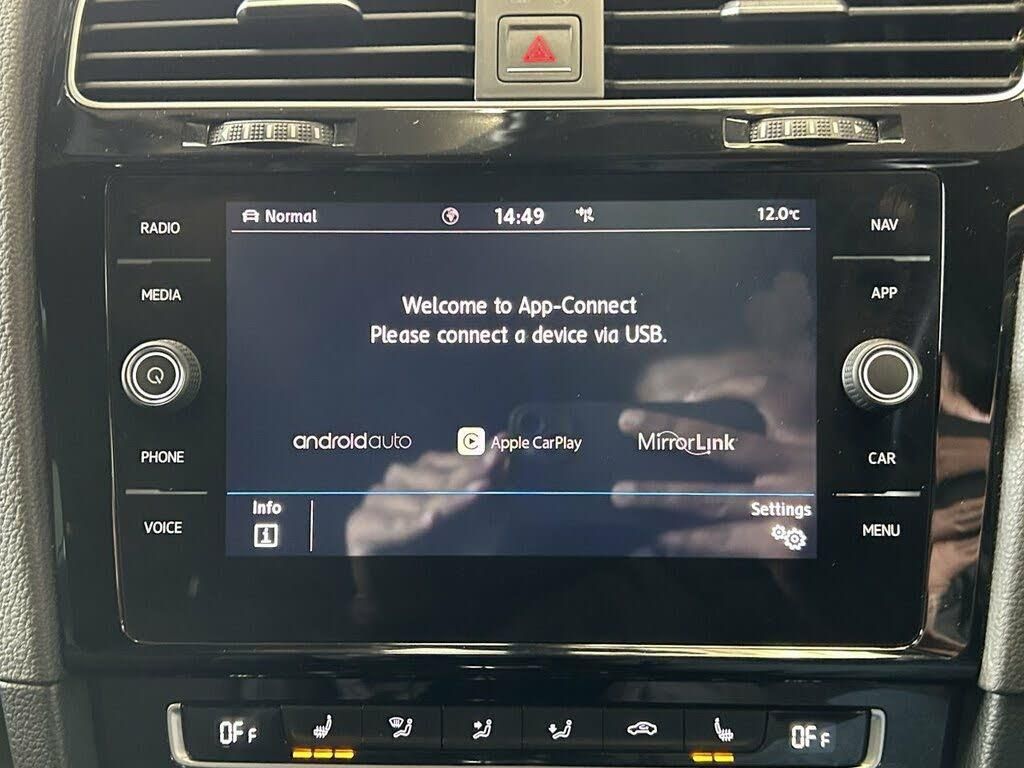 Normal
14:49
12.0°C
RADIO
MEDIA
PHONE
VOICE
Welcome to App-Connect
Please connect a device via USB.
androidauto
Apple CarPlay
MirrorLink
Info
Settings
NAV
APP
CAR
MENU
OFF
OFF